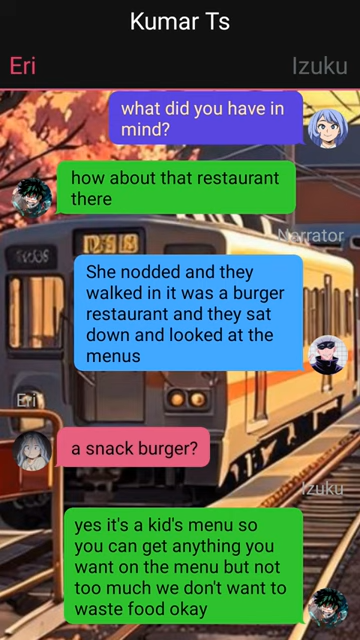 Kumar Ts
Eri
Izuku
what did you have in
mind?
how about that restaurant
there
Narrator
She nodded and they
walked in it was a burger
restaurant and they sat
down and looked at the
menus
Eri
a snack burger?
Izuku
yes it's a kid's menu so
you can get anything you
want on the menu but not
too much we don't want to
waste food okay